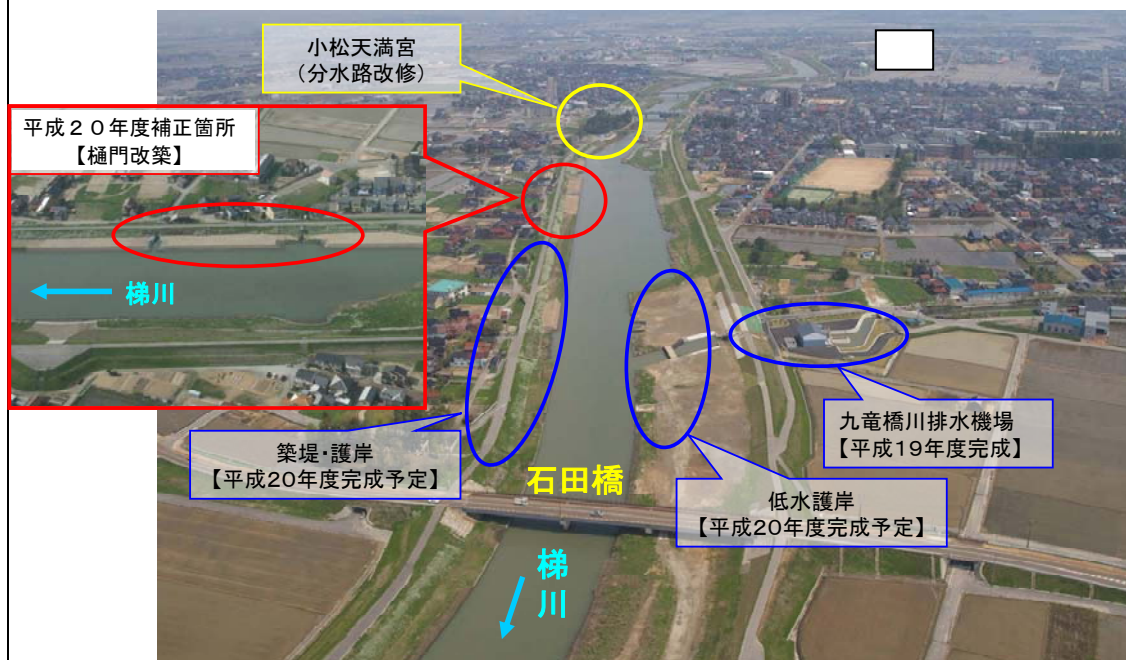 小松天満宮
（分水路改修）
平成２０年度補正箇所
【樋門改築】
梯川
築堤・護岸
【平成20年度完成予定】
石田橋
九竜橋川排水機場
【平成19年度完成】
低水護岸
【平成20年度完成予定】
梯
川